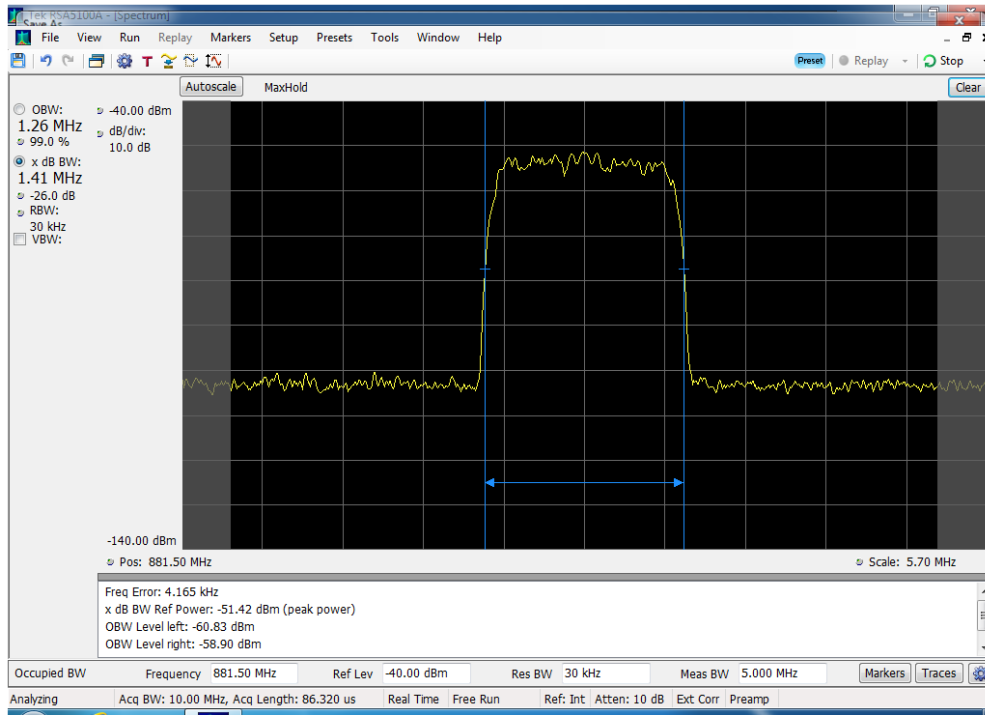 Tek RSA5100A - [Spectrum]
Save As
File View Run Replay Markers Setup Presets Tools Window Help
T Preset Replay Stop
Autoscale MaxHold Clear
OBW:
1.26 MHz
99.0 %
x dB BW:
1.41 MHz
-26.0 dB
RBW:
30 kHz
VBW:
-40.00 dBm
dB/div:
10.0 dB
-140.00 dBm
Pos: 881.50 MHz Scale: 5.70 MHz
Freq Error: 4.165 kHz
x dB BW Ref Power: -51.42 dBm (peak power)
OBW Level left: -60.83 dBm
OBW Level right: -58.90 dBm
Occupied BW Frequency 881.50 MHz Ref Lev -40.00 dBm Res BW 30 kHz Meas BW 5.000 MHz Markers Traces
Analyzing Acq BW: 10.00 MHz, Acq Length: 86.320 us Real Time Free Run Ref: Int Atten: 10 dB Ext Corr Preamp